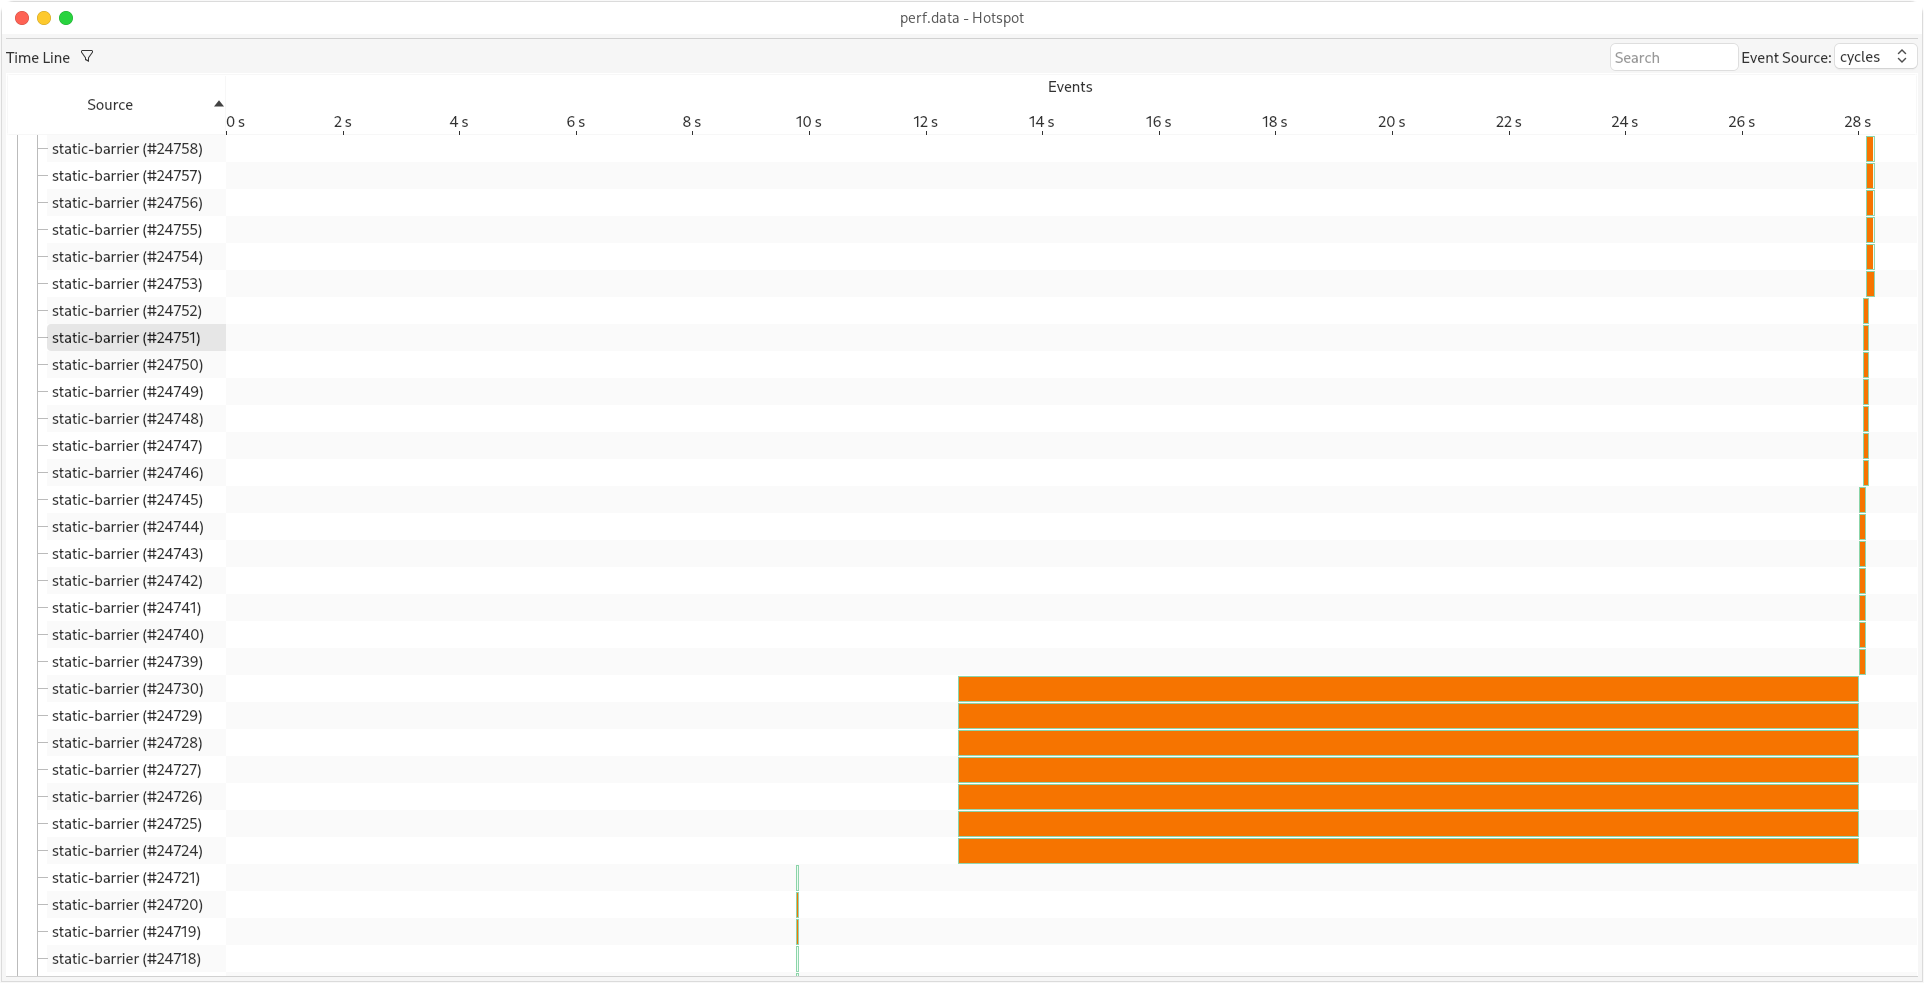 perf.data - Hotspot
Time Line
Search
Event Source: cycles
Source
Events
0 s 2 s 4 s 6 s 8 s 10 s 12 s 14 s 16 s 18 s 20 s 22 s 24 s 26 s 28 s
static-barrier (#24758)
static-barrier (#24757)
static-barrier (#24756)
static-barrier (#24755)
static-barrier (#24754)
static-barrier (#24753)
static-barrier (#24752)
static-barrier (#24751)
static-barrier (#24750)
static-barrier (#24749)
static-barrier (#24748)
static-barrier (#24747)
static-barrier (#24746)
static-barrier (#24745)
static-barrier (#24744)
static-barrier (#24743)
static-barrier (#24742)
static-barrier (#24741)
static-barrier (#24740)
static-barrier (#24739)
static-barrier (#24730)
static-barrier (#24729)
static-barrier (#24728)
static-barrier (#24727)
static-barrier (#24726)
static-barrier (#24725)
static-barrier (#24724)
static-barrier (#24721)
static-barrier (#24720)
static-barrier (#24719)
static-barrier (#24718)